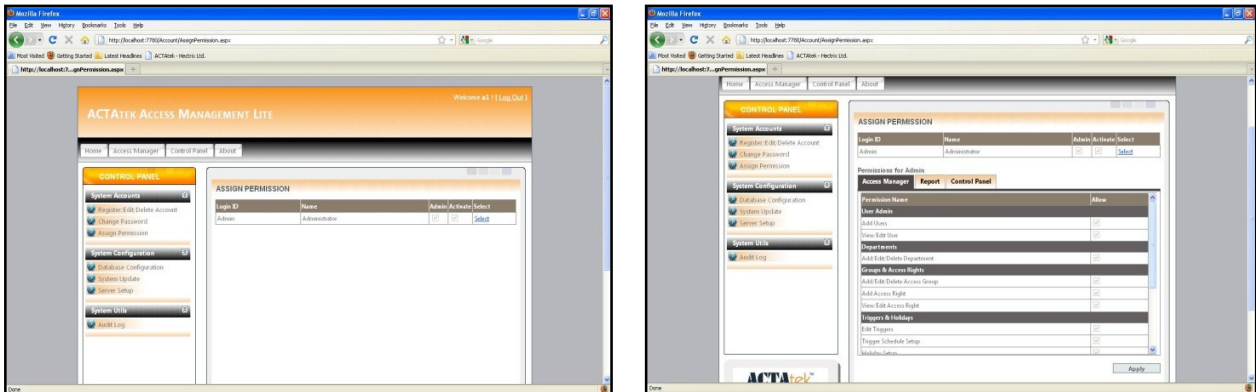 Mozilla Firefox
File Edit View History Bookmarks Tools Help
http://localhost:7780/Account/AssignPermission.aspx
Google
Most Visited Getting Started Latest Headlines ACTAtek - Hectrix Ltd.
http://localhost:7...gnPermission.aspx
Welcome a1 ! [ Log Out ]
ACTATEK ACCESS MANAGEMENT LITE
Home Access Manager Control Panel About
CONTROL PANEL
System Accounts
Register/Edit/Delete Account
Change Password
Assign Permission
System Configuration
Database Configuration
System Update
Server Setup
System Utils
Audit Log
ASSIGN PERMISSION
Login ID Name Admin Activate Select
Admin Administrator Select
Done
Mozilla Firefox
File Edit View History Bookmarks Tools Help
http://localhost:7780/Account/AssignPermission.aspx
Google
Most Visited Getting Started Latest Headlines ACTAtek - Hectrix Ltd.
http://localhost:7...gnPermission.aspx
Home Access Manager Control Panel About
CONTROL PANEL
System Accounts
Register/Edit/Delete Account
Change Password
Assign Permission
System Configuration
Database Configuration
System Update
Server Setup
System Utils
Audit Log
ACTAtek
ASSIGN PERMISSION
Login ID Name Admin Activate Select
Admin Administrator Select
Permissions for Admin
Access Manager Report Control Panel
Permission Name Allow
User Admin
Add Users
View/Edit User
Departments
Add/Edit/Delete Department
Groups & Access Rights
Add/Edit/Delete Access Group
Add Access Right
View/Edit Access Right
Triggers & Holidays
Edit Triggers
Trigger Schedule Setup
Holiday Setup
Apply
Done